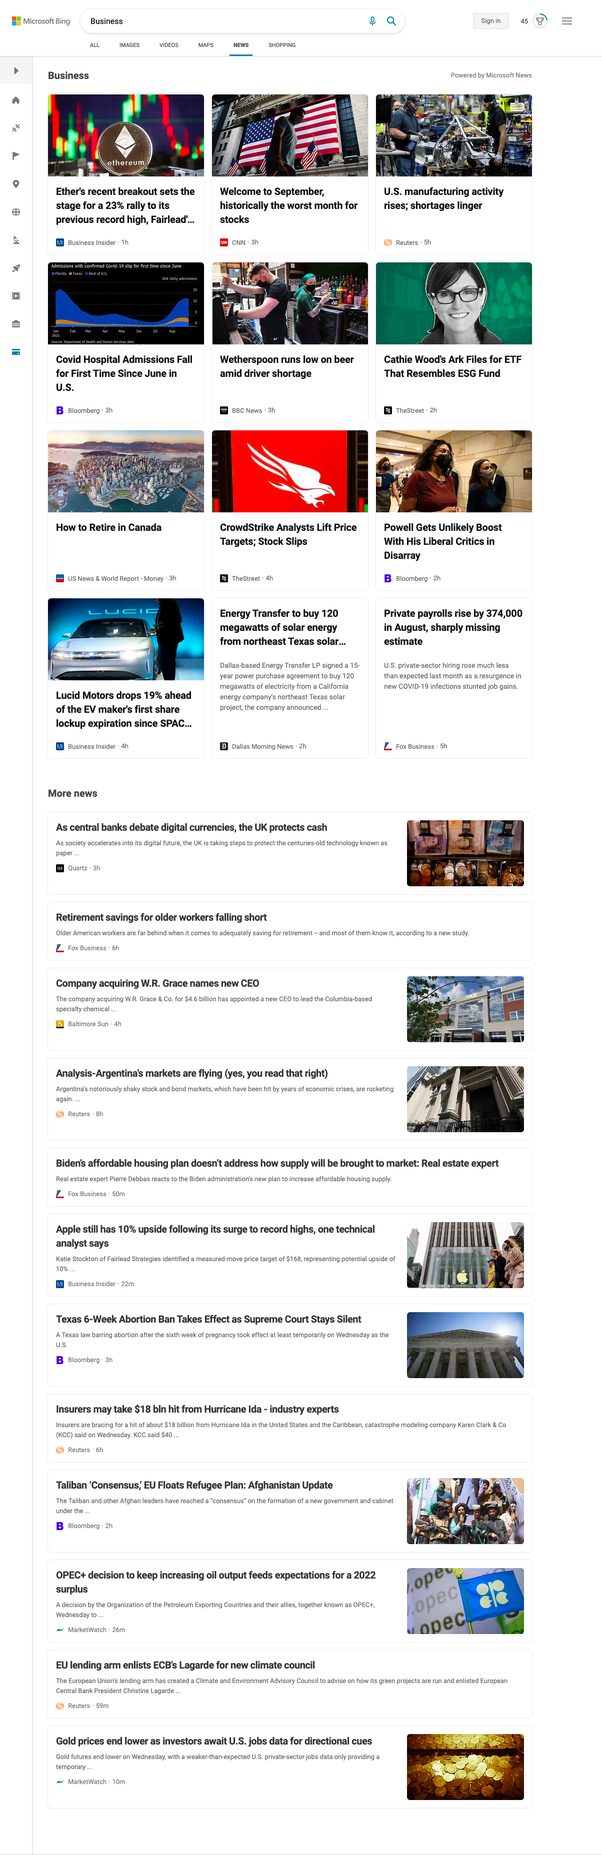 Microsoft Bing
Business
Sign in
45
ALL
IMAGES
VIDEOS
MAPS
NEWS
SHOPPING
Business
Powered by Microsoft News
ethereum
Ether's recent breakout sets the
stage for a 23% rally to its
previous record high, Fairlead'...
Business Insider · 1h
Welcome to September,
historically the worst month for
stocks
CNN · 3h
U.S. manufacturing activity
rises; shortages linger
Reuters · 5h
Admissions with confirmed Covid-19 slip for first time since June
Florida Texas Rest of U.S.
Covid Hospital Admissions Fall
for First Time Since June in
U.S.
Bloomberg · 3h
Wetherspoon runs low on beer
amid driver shortage
BBC News · 3h
Cathie Wood's Ark Files for ETF
That Resembles ESG Fund
TheStreet · 2h
How to Retire in Canada
US News & World Report - Money · 3h
CrowdStrike Analysts Lift Price
Targets; Stock Slips
TheStreet · 4h
Powell Gets Unlikely Boost
With His Liberal Critics in
Disarray
Bloomberg · 2h
LUCID
Lucid Motors drops 19% ahead
of the EV maker's first share
lockup expiration since SPAC...
Business Insider · 4h
Energy Transfer to buy 120
megawatts of solar energy
from northeast Texas solar...
Dallas-based Energy Transfer LP signed a 15-
year power purchase agreement to buy 120
megawatts of electricity from a California
energy company's northeast Texas solar
project, the company announced ...
Dallas Morning News · 2h
Private payrolls rise by 374,000
in August, sharply missing
estimate
U.S. private-sector hiring rose much less
than expected last month as a resurgence in
new COVID-19 infections stunted job gains.
Fox Business · 5h
More news
As central banks debate digital currencies, the UK protects cash
As society accelerates into its digital future, the UK is taking steps to protect the centuries-old technology known as
paper ...
Quartz · 3h
Retirement savings for older workers falling short
Older American workers are far behind when it comes to adequately saving for retirement – and most of them know it, according to a new study.
Fox Business · 6h
Company acquiring W.R. Grace names new CEO
The company acquiring W.R. Grace & Co. for $4.6 billion has appointed a new CEO to lead the Columbia-based
specialty chemical ...
Baltimore Sun · 4h
Analysis-Argentina's markets are flying (yes, you read that right)
Argentina's notoriously shaky stock and bond markets, which have been hit by years of economic crises, are rocketing
again. ...
Reuters · 8h
Biden's affordable housing plan doesn't address how supply will be brought to market: Real estate expert
Real estate expert Pierre Debbas reacts to the Biden administration's new plan to increase affordable housing supply.
Fox Business · 50m
Apple still has 10% upside following its surge to record highs, one technical
analyst says
Katie Stockton of Fairlead Strategies identified a measured-move price target of $168, representing potential upside of
10% ...
Business Insider · 22m
Texas 6-Week Abortion Ban Takes Effect as Supreme Court Stays Silent
A Texas law barring abortion after the sixth week of pregnancy took effect at least temporarily on Wednesday as the
U.S.
Bloomberg · 3h
Insurers may take $18 bln hit from Hurricane Ida - industry experts
Insurers are bracing for a hit of about $18 billion from Hurricane Ida in the United States and the Caribbean, catastrophe modeling company Karen Clark & Co
(KCC) said on Wednesday. KCC said $40 ...
Reuters · 6h
Taliban ‘Consensus,’ EU Floats Refugee Plan: Afghanistan Update
The Taliban and other Afghan leaders have reached a “consensus” on the formation of a new government and cabinet
under the ...
Bloomberg · 2h
OPEC+ decision to keep increasing oil output feeds expectations for a 2022
surplus
A decision by the Organization of the Petroleum Exporting Countries and their allies, together known as OPEC+,
Wednesday to ...
MarketWatch · 26m
EU lending arm enlists ECB's Lagarde for new climate council
The European Union's lending arm has created a Climate and Environment Advisory Council to advise on how its green projects are run and enlisted European
Central Bank President Christine Lagarde ...
Reuters · 59m
Gold prices end lower as investors await U.S. jobs data for directional cues
Gold futures end lower on Wednesday, with a weaker-than-expected U.S. private-sector jobs data only providing a
temporary ...
MarketWatch · 10m